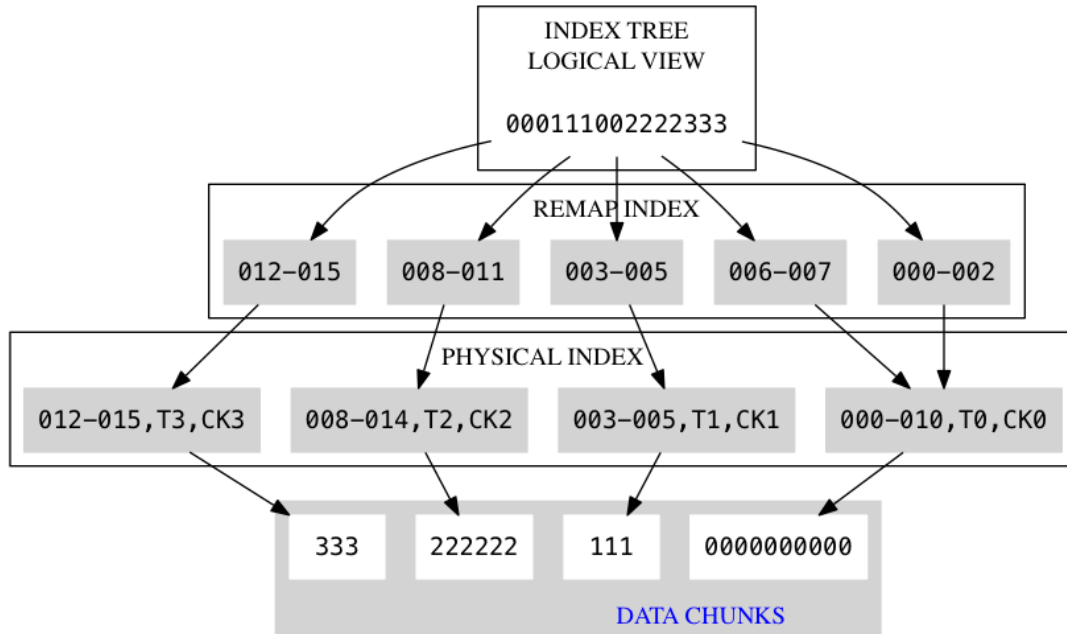 INDEX TREE
LOGICAL VIEW
000111002222333
REMAP INDEX
012-015
008-011
003-005
006-007
000-002
PHYSICAL INDEX
012-015,T3,CK3
008-014,T2,CK2
003-005,T1,CK1
000-010,T0,CK0
333
222222
111
0000000000
DATA CHUNKS